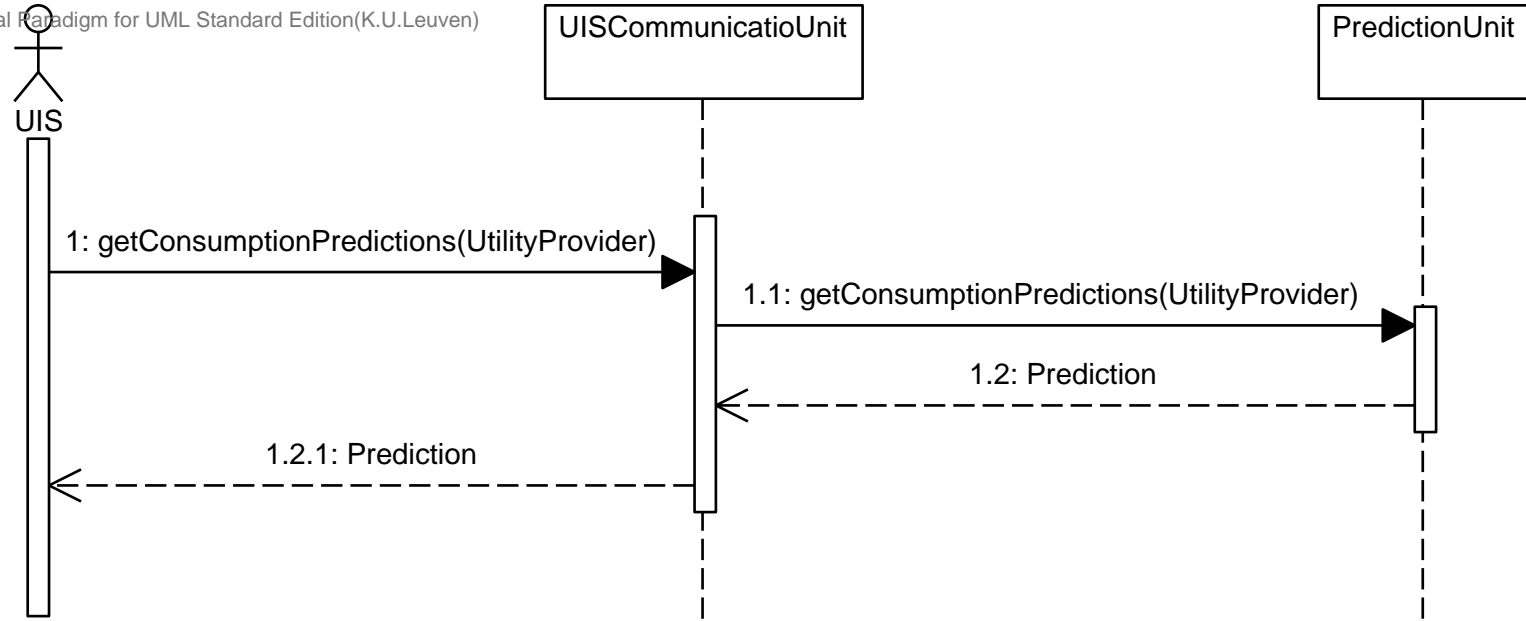 al Paradigm for UML Standard Edition(K.U.Leuven)
UISCommunicatioUnit
PredictionUnit
UIS
1: getConsumptionPredictions(UtilityProvider)
1.1: getConsumptionPredictions(UtilityProvider)
1.2: Prediction
1.2.1: Prediction